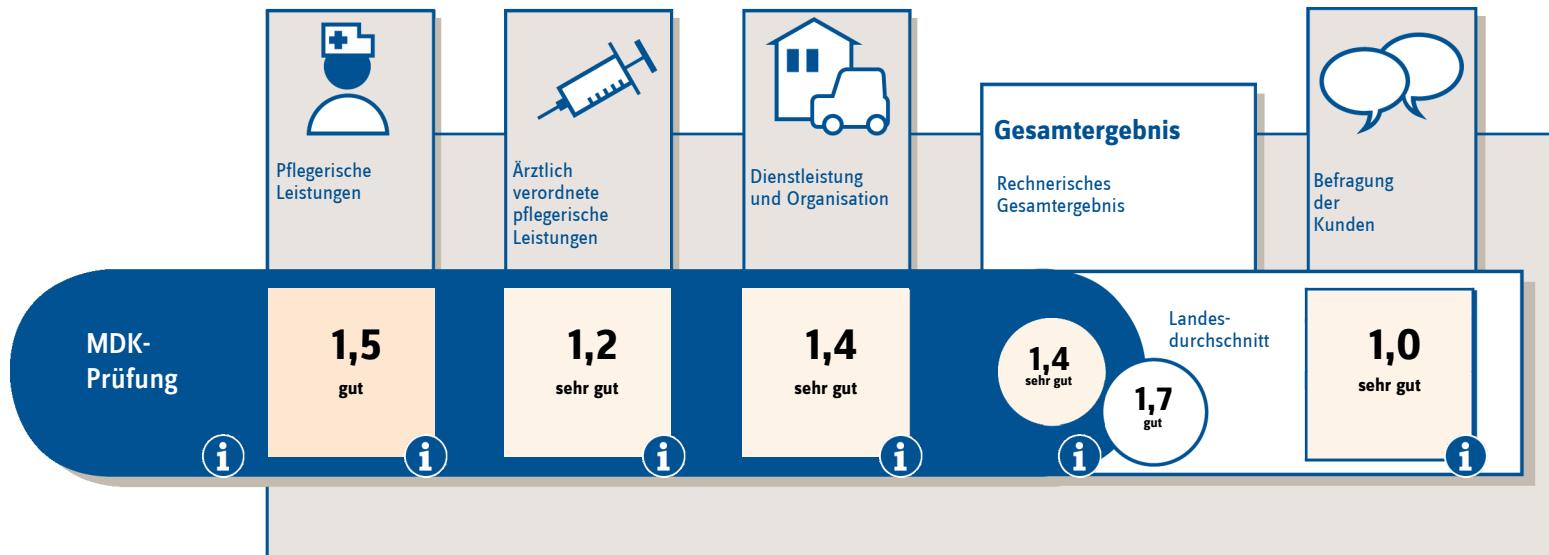 Pflegerische
Leistungen
Ärztlich
verordnete
pflegerische
Leistungen
Dienstleistung
und Organisation
Gesamtergebnis
Rechnerisches
Gesamtergebnis
Befragung
der
Kunden
MDK-
Prüfung
1,5
gut
1,2
sehr gut
1,4
sehr gut
1,4
sehr gut
Landes-
durchschnitt
1,7
gut
1,0
sehr gut
i
i
i
i
i
i